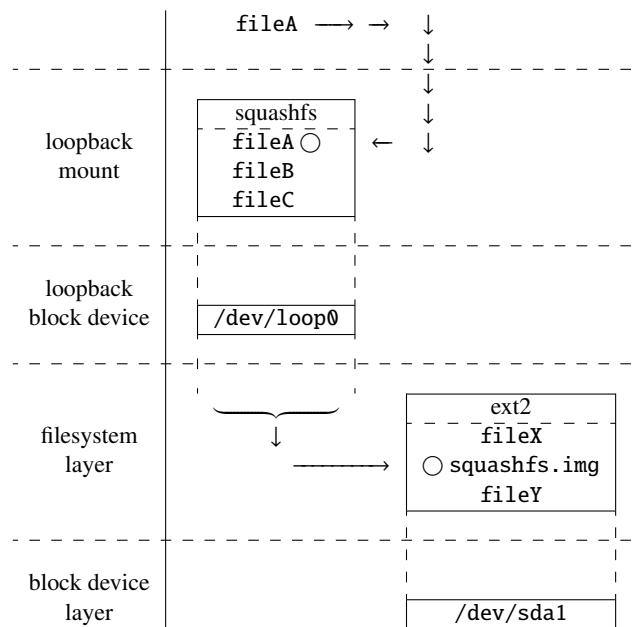 fileA
squashfs
loopback
mount
fileA
fileB
fileC
loopback
block device
/dev/loop0
filesystem
layer
ext2
fileX
squashfs.img
fileY
block device
layer
/dev/sda1